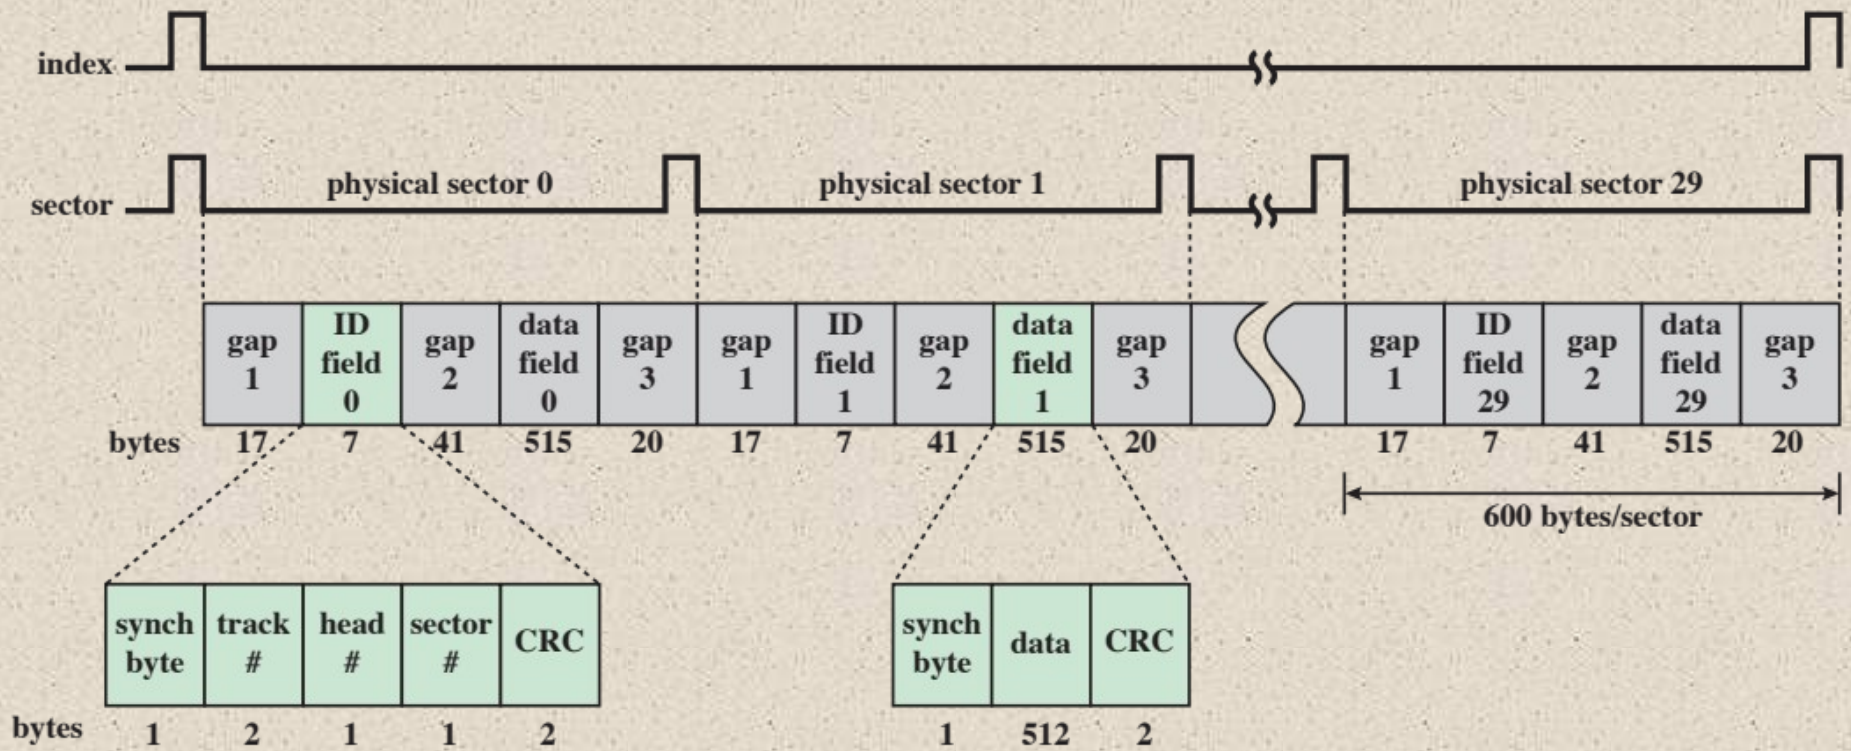 index
sector
physical sector 0
physical sector 1
physical sector 29
gap
1
ID
field
0
gap
2
data
field
0
gap
3
gap
1
ID
field
1
gap
2
data
field
1
gap
3
gap
1
ID
field
29
gap
2
data
field
29
gap
3
bytes 17 7 41 515 20 17 7 41 515 20 17 7 41 515 20
600 bytes/sector
synch
byte
track
#
head
#
sector
#
CRC
synch
byte
data
CRC
bytes 1 2 1 1 2 1 512 2